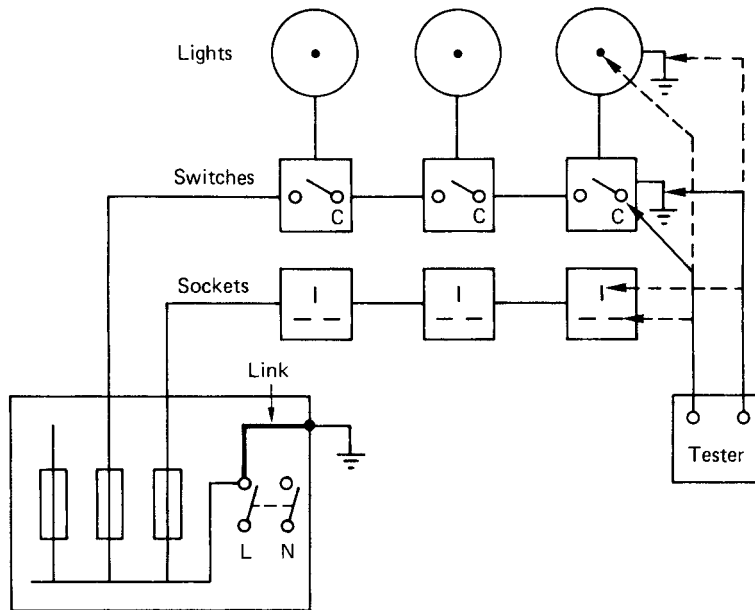 Lights
Switches
C
C
C
Sockets
Link
Tester
L
N